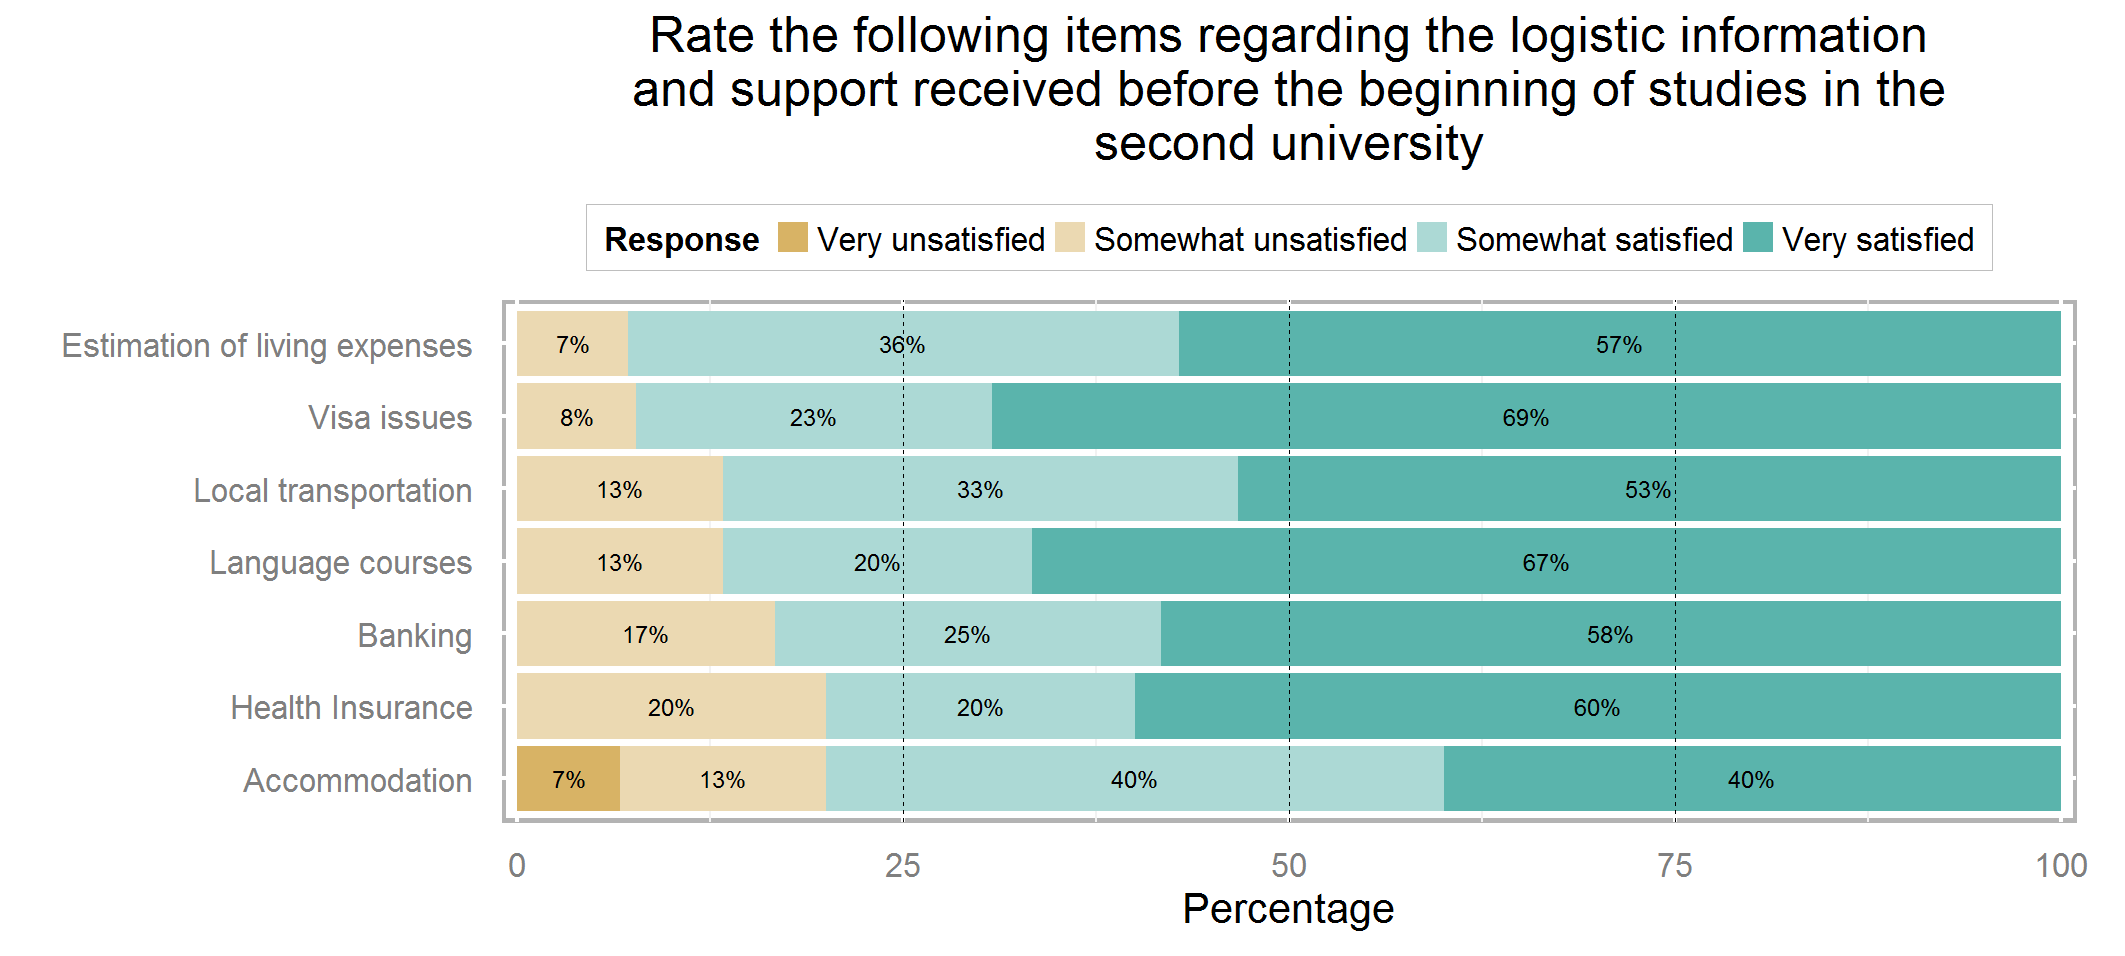 Rate the following items regarding the logistic information
and support received before the beginning of studies in the
second university
Response Very unsatisfied Somewhat unsatisfied Somewhat satisfied Very satisfied
Estimation of living expenses 7% 36% 57%
Visa issues 8% 23% 69%
Local transportation 13% 33% 53%
Language courses 13% 20% 67%
Banking 17% 25% 58%
Health Insurance 20% 20% 60%
Accommodation 7% 13% 40% 40%
0 25 50 75 100
Percentage